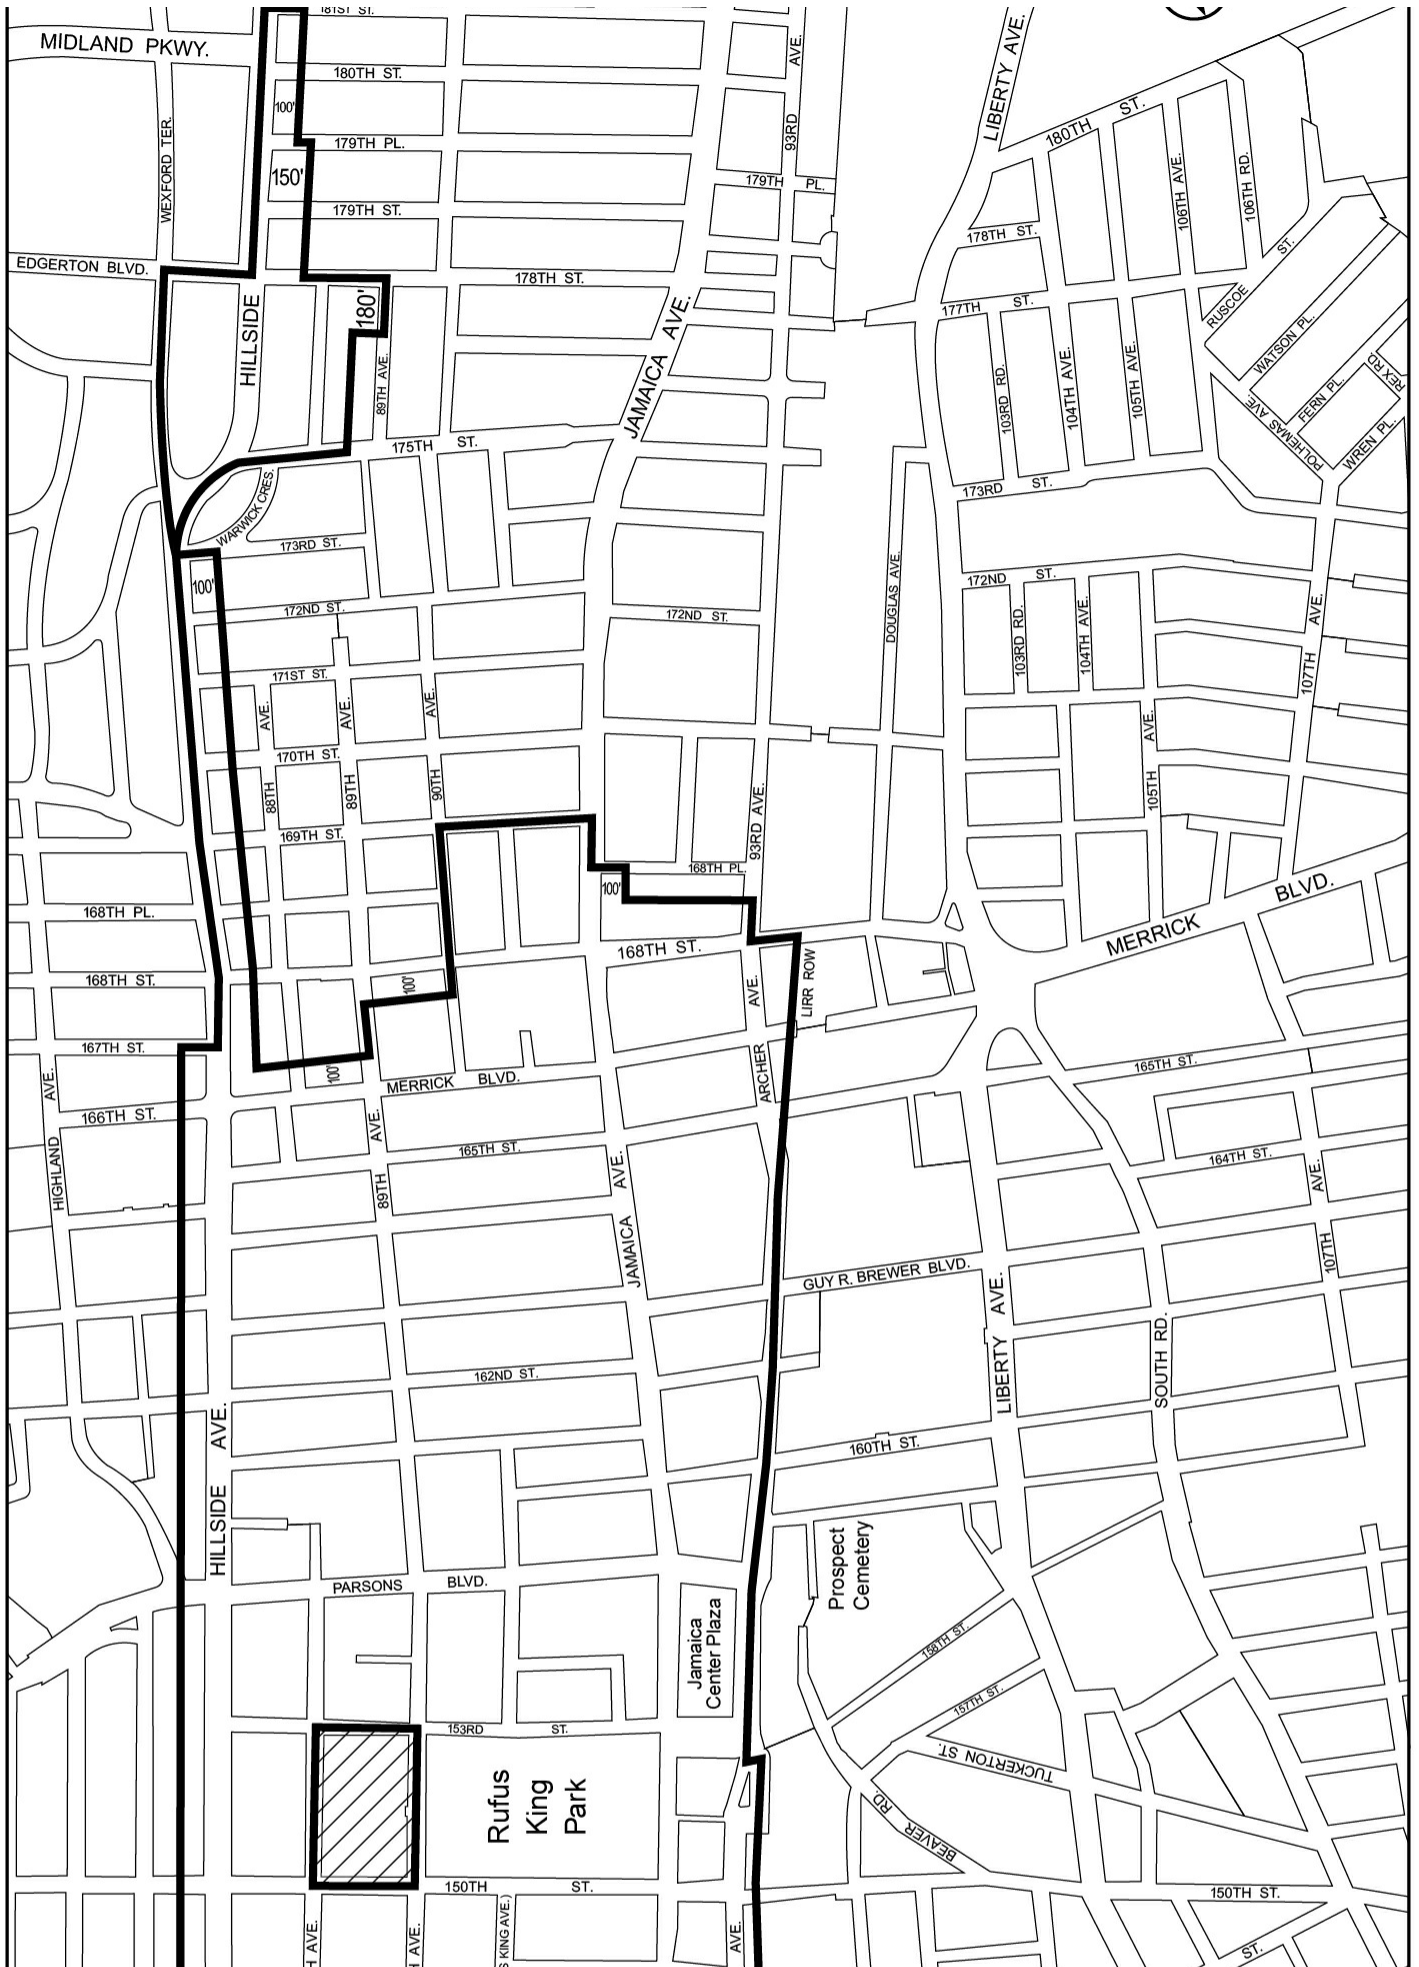 181ST ST.
MIDLAND PKWY.
180TH ST.
100'
179TH PL.
150'
179TH ST.
WEXFORD TER.
EDGERTON BLVD.
178TH ST.
HILLSIDE
180'
89TH AVE.
JAMAICA AVE.
175TH ST.
WARWICK CRES.
173RD ST.
100'
172ND ST.
172ND ST.
171ST ST.
170TH ST.
88TH AVE.
89TH AVE.
90TH AVE.
169TH ST.
93RD AVE.
179TH PL.
LIBERTY AVE.
180TH ST.
106TH AVE.
106TH RD.
178TH ST.
177TH ST.
RUSCOE ST.
WATSON PL.
FERN PL.
REX RD
WREN PL.
POLHEMAS AVE.
103RD RD.
104TH AVE.
105TH AVE.
173RD ST.
DOUGLAS AVE.
172ND ST.
103RD RD.
104TH AVE.
107TH AVE.
105TH AVE.
93RD AVE.
168TH PL.
100'
168TH ST.
MERRICK BLVD.
168TH PL.
168TH ST.
167TH ST.
166TH ST.
HIGHLAND AVE.
100'
100'
MERRICK BLVD.
ARCHER AVE.
LIRR ROW
165TH ST.
165TH ST.
89TH AVE.
JAMAICA AVE.
164TH ST.
107TH AVE.
GUY R. BREWER BLVD.
LIBERTY AVE.
SOUTH RD.
162ND ST.
HILLSIDE AVE.
160TH ST.
Prospect
Cemetery
PARSONS BLVD.
Jamaica
Center Plaza
158TH ST.
157TH ST.
TUCKERTON ST.
153RD ST.
Rufus
King
Park
BEAVER RD
150TH ST.
150TH ST.
H AVE.
H AVE.
S KING AVE.)
AVE.
ST.